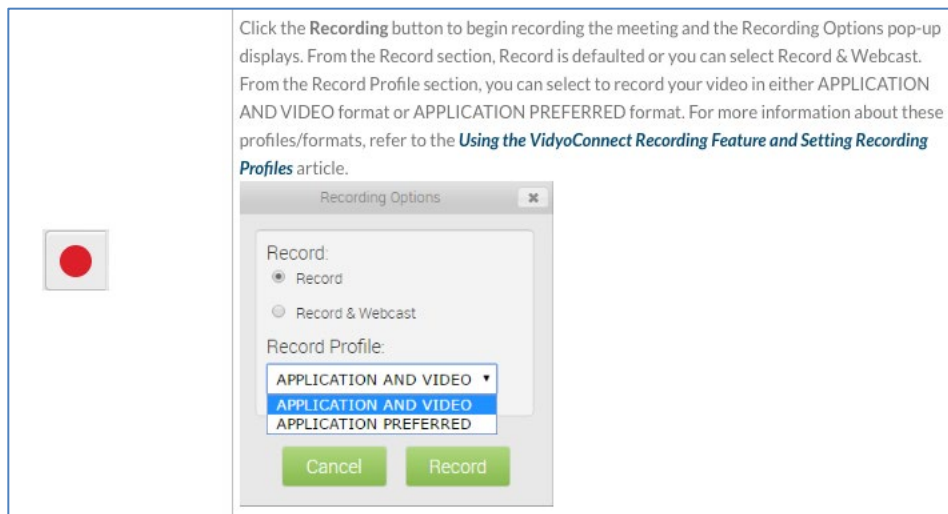 Click the Recording button to begin recording the meeting and the Recording Options pop-up
displays. From the Record section, Record is defaulted or you can select Record & Webcast.
From the Record Profile section, you can select to record your video in either APPLICATION
AND VIDEO format or APPLICATION PREFERRED format. For more information about these
profiles/formats, refer to the Using the VidyoConnect Recording Feature and Setting Recording
Profiles article.
Recording Options
Record:
Record
Record & Webcast
Record Profile:
APPLICATION AND VIDEO
APPLICATION AND VIDEO
APPLICATION PREFERRED
Cancel Record